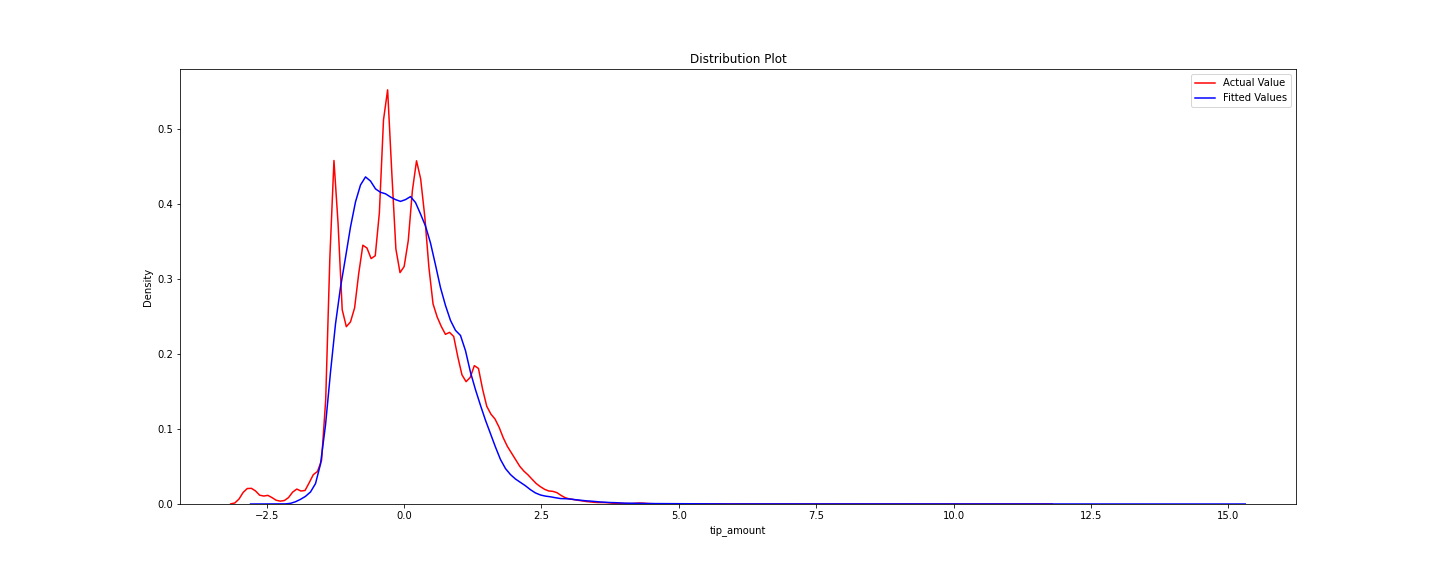 Distribution Plot
Actual Value
Fitted Values
Density
0.5
0.4
0.3
0.2
0.1
0.0
−2.5 0.0 2.5 5.0 7.5 10.0 12.5 15.0
tip_amount